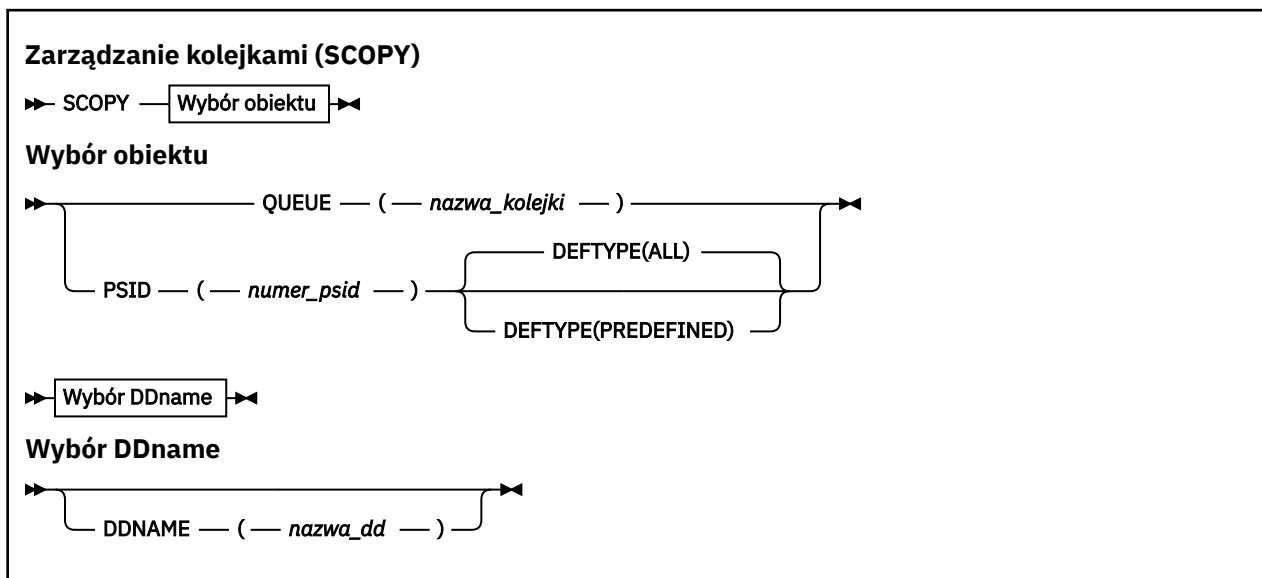 Zarządzanie kolejkami (SCOPY)
SCOPY Wybór obiektu
Wybór obiektu
QUEUE ( nazwa_kolejki )
DEFTYPE(ALL)
PSID ( numer_psid )
DEFTYPE(PREDEFINED)
Wybór DDname
Wybór DDname
DDNAME ( nazwa_dd )